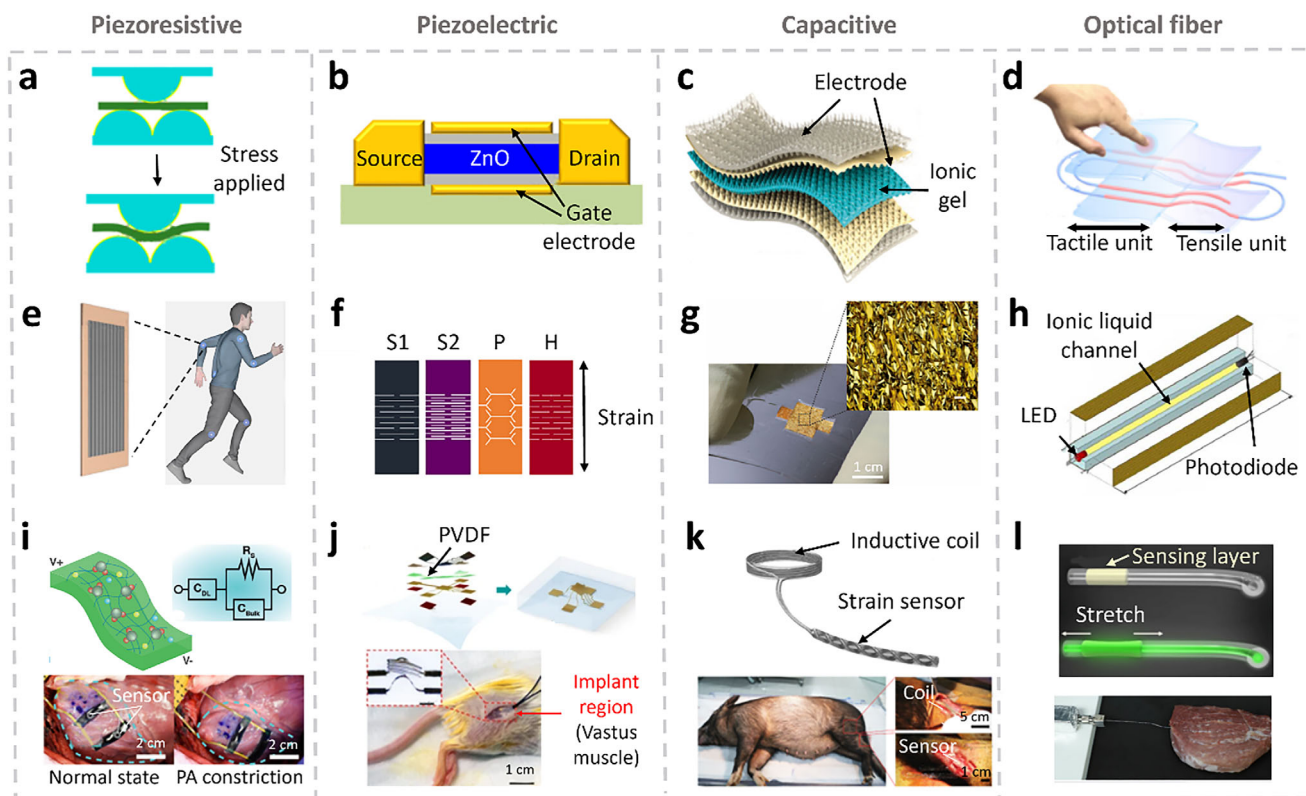 Piezoresistive
Piezoelectric
Capacitive
Optical fiber
a
Stress
applied
b
Source
ZnO
Drain
Gate
electrode
c
Electrode
Ionic
gel
d
Tactile unit
Tensile unit
e
f
S1
S2
P
H
Strain
g
1 cm
h
Ionic liquid
channel
LED
Photodiode
i
V+
V-
Rs
CDL
CBulk
Sensor
2 cm
2 cm
Normal state
PA constriction
j
PVDF
Implant
region
(Vastus
muscle)
1 cm
k
Inductive coil
Strain sensor
Coil
5 cm
Sensor
1 cm
l
Sensing layer
Stretch